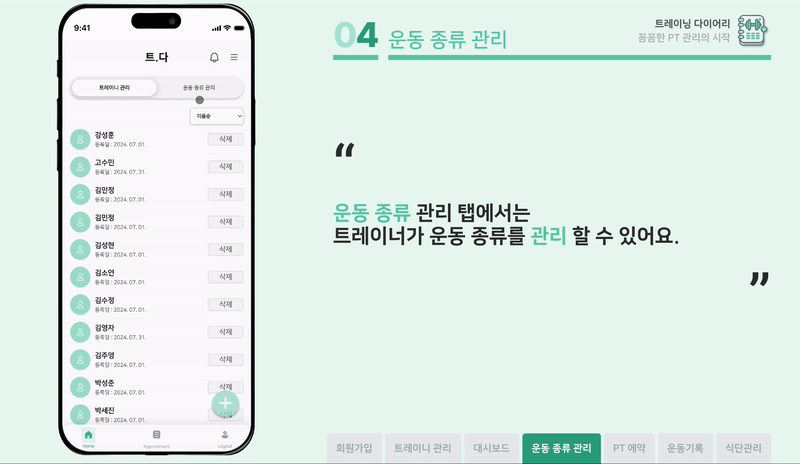 9:41
트.다
트레이니 관리
운동 종류 관리
이름순
강성훈
등록일 : 2024. 07. 01.
삭제
고수민
등록일 : 2024. 07. 31.
삭제
김민정
등록일 : 2024. 07. 01.
삭제
김민정
등록일 : 2024. 07. 01.
삭제
김성현
등록일 : 2024. 07. 01.
삭제
김소연
등록일 : 2024. 07. 01.
삭제
김수정
등록일 : 2024. 07. 01.
삭제
김영자
등록일 : 2024. 07. 31.
삭제
김주영
등록일 : 2024. 07. 01.
삭제
박성준
등록일 : 2024. 07. 01.
삭제
박세진
등록일 : 2024. 07. 01.
Home
Appointment
Logout
04 운동 종류 관리
트레이닝 다이어리
꼼꼼한 PT 관리의 시작
“
운동 종류 관리 탭에서는
트레이너가 운동 종류를 관리 할 수 있어요.
”
회원가입
트레이니 관리
대시보드
운동 종류 관리
PT 예약
운동기록
식단관리